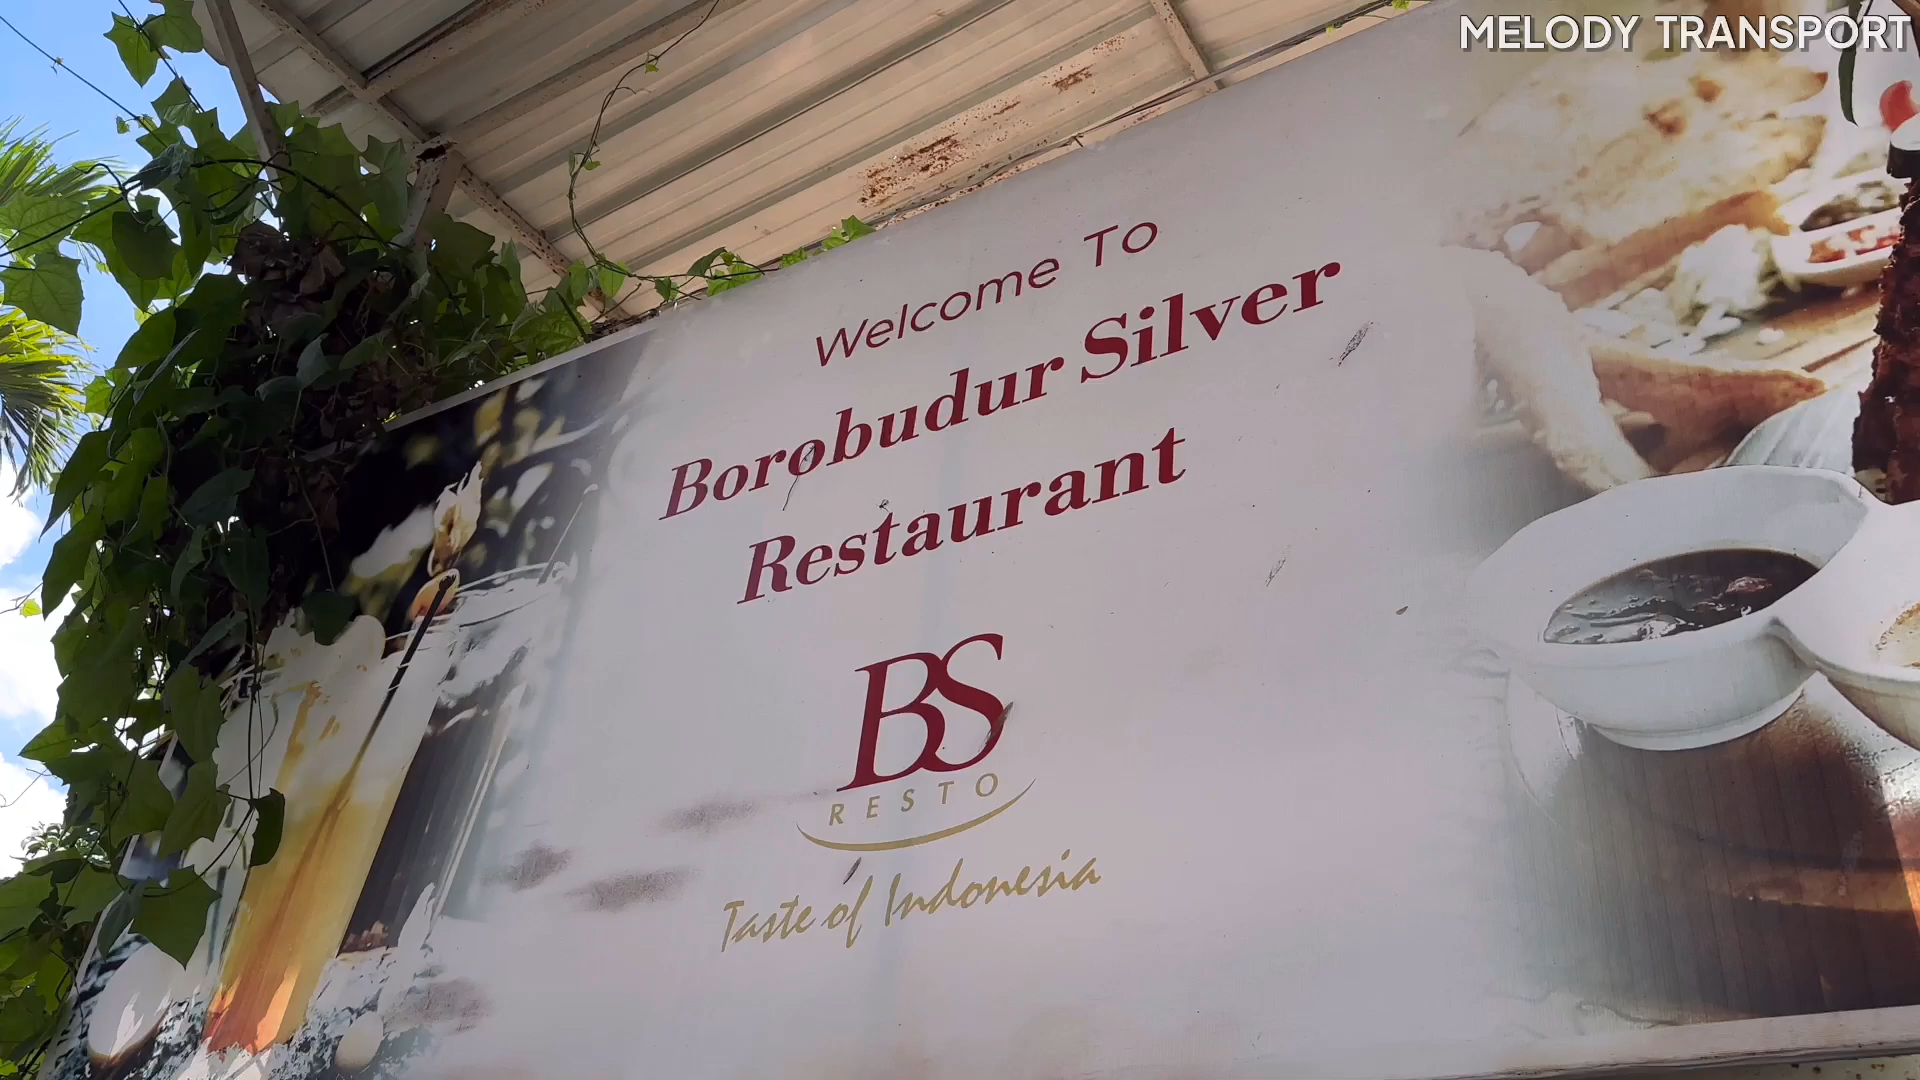 MELODY TRANSPORT
Welcome To
Borobudur Silver
Restaurant
BS
RESTO
Taste of Indonesia